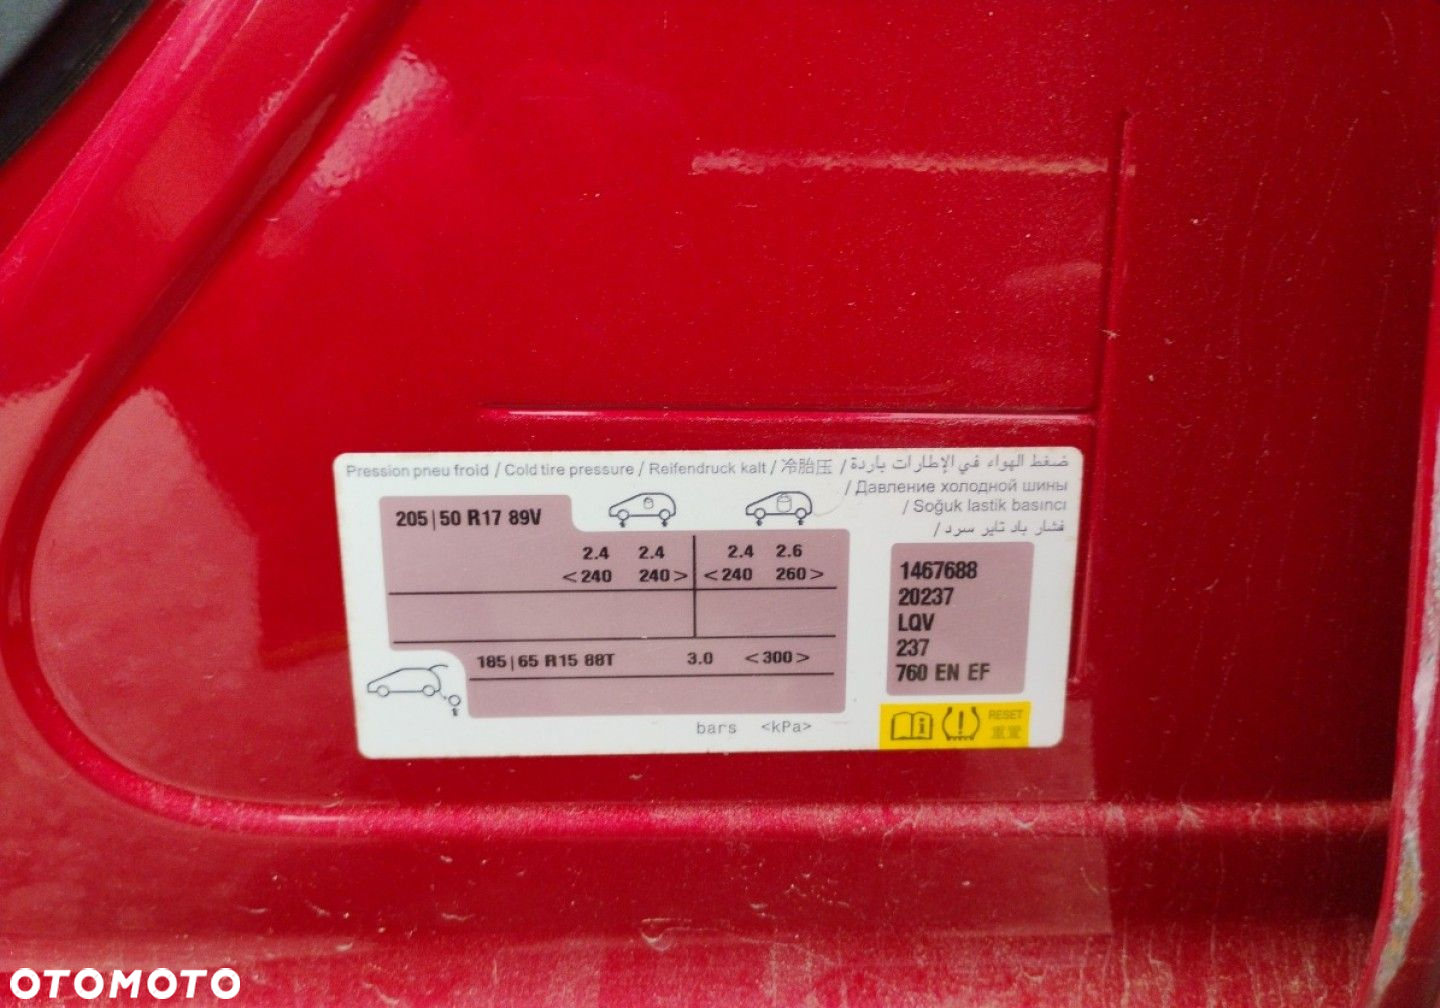 Pression pneu froid / Cold tire pressure / Reifendruck kalt / 冷胎压 / ضغط الهواء في الإطارات باردة
/ Давление холодной шины
/ Soğuk lastik basıncı
/ فشار باد تایر سرد
205|50 R17 89V
2.4 2.4 2.4 2.6
<240 240> <240 260>
185|65 R15 88T 3.0 <300>
bars <kPa>
1467688
20237
LQV
237
760 EN EF
RESET
重置
OTOMOTO